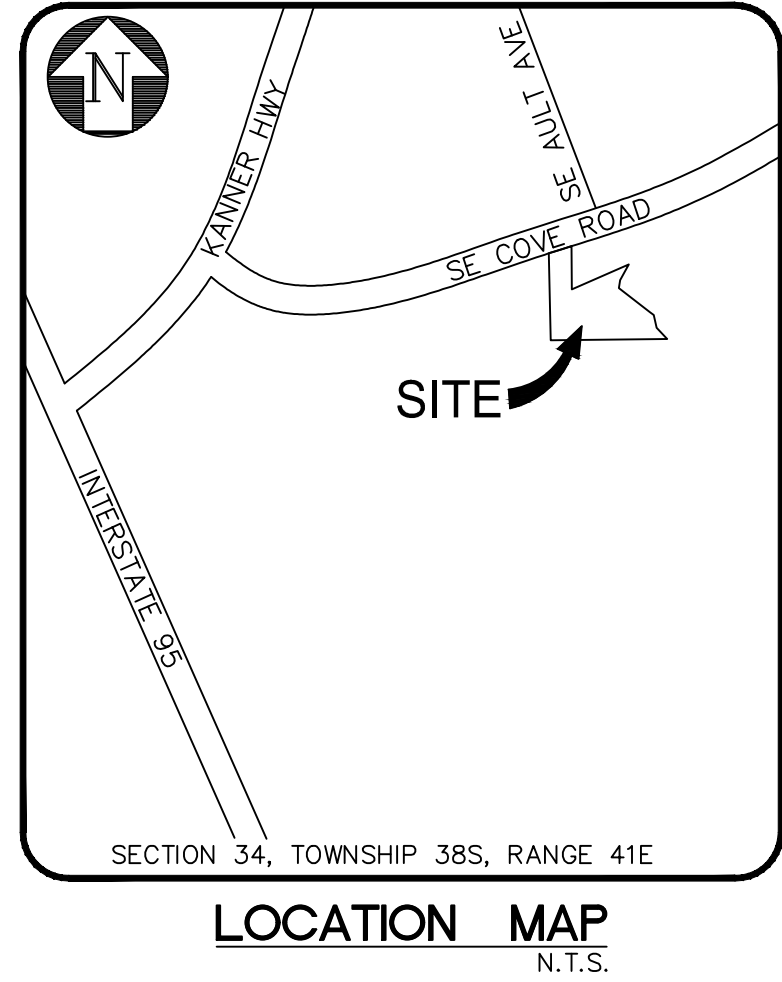 N
KANNER HWY
SE AULT AVE
SE COVE ROAD
SITE
INTERSTATE 95
SECTION 34, TOWNSHIP 38S, RANGE 41E
LOCATION MAP
N.T.S.